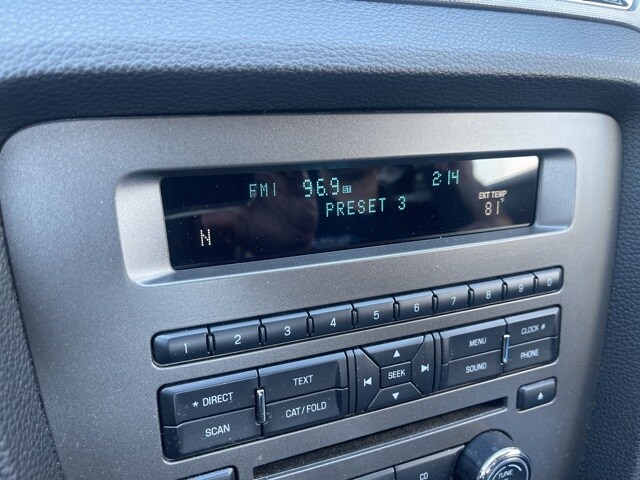 FM1 96.9 ST 2:14
PRESET 3
EXT TEMP
81°F
N
1 2 3 4 5 6 7 8 9 0
* DIRECT TEXT SEEK MENU CLOCK #
SCAN CAT/FOLD SOUND PHONE
CD TUNE